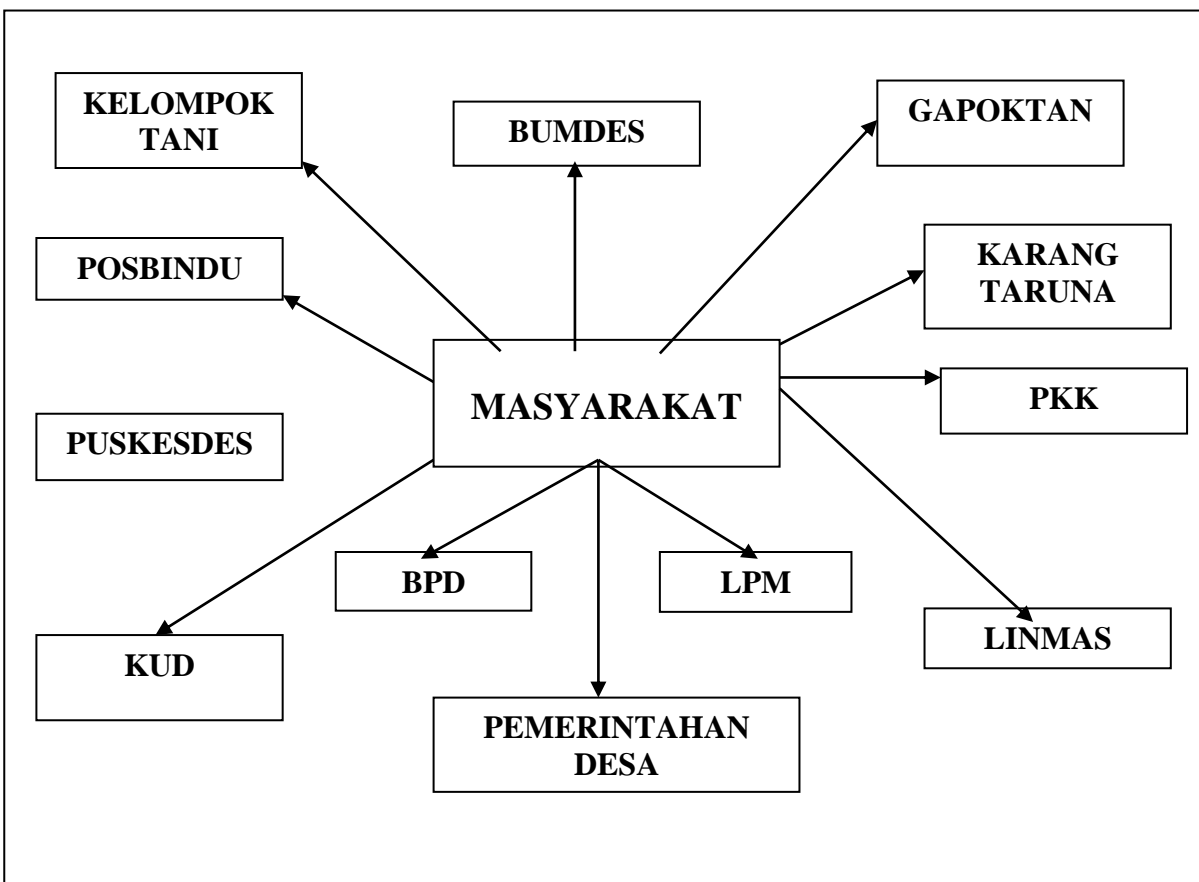 KELOMPOK
TANI
BUMDES
GAPOKTAN
POSBINDU
KARANG
TARUNA
MASYARAKAT
PKK
PUSKESDES
BPD
LPM
KUD
LINMAS
PEMERINTAHAN
DESA